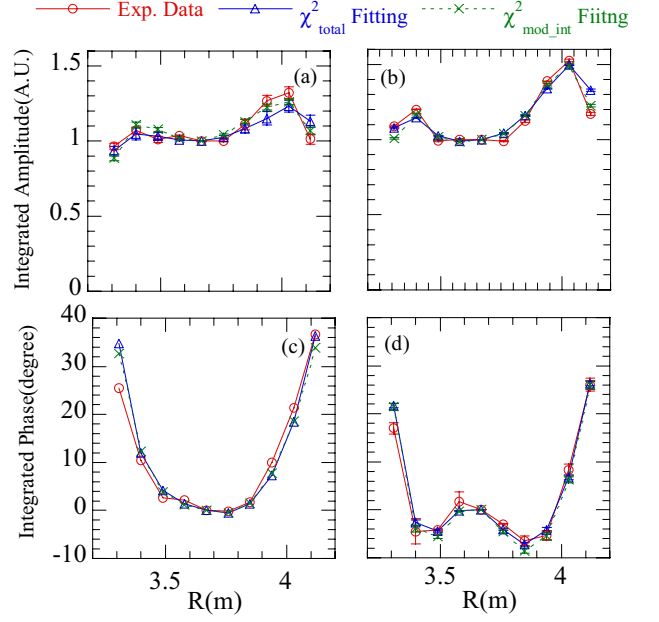 Exp. Data χ²total Fitting χ²mod_int Fiitng
Integrated Amplitude(A.U.)
1.5
1
0.5
0
(a)
(b)
Integrated Phase(degree)
40
30
20
10
0
-10
(c)
(d)
3.5 4
3.5 4
R(m)
R(m)